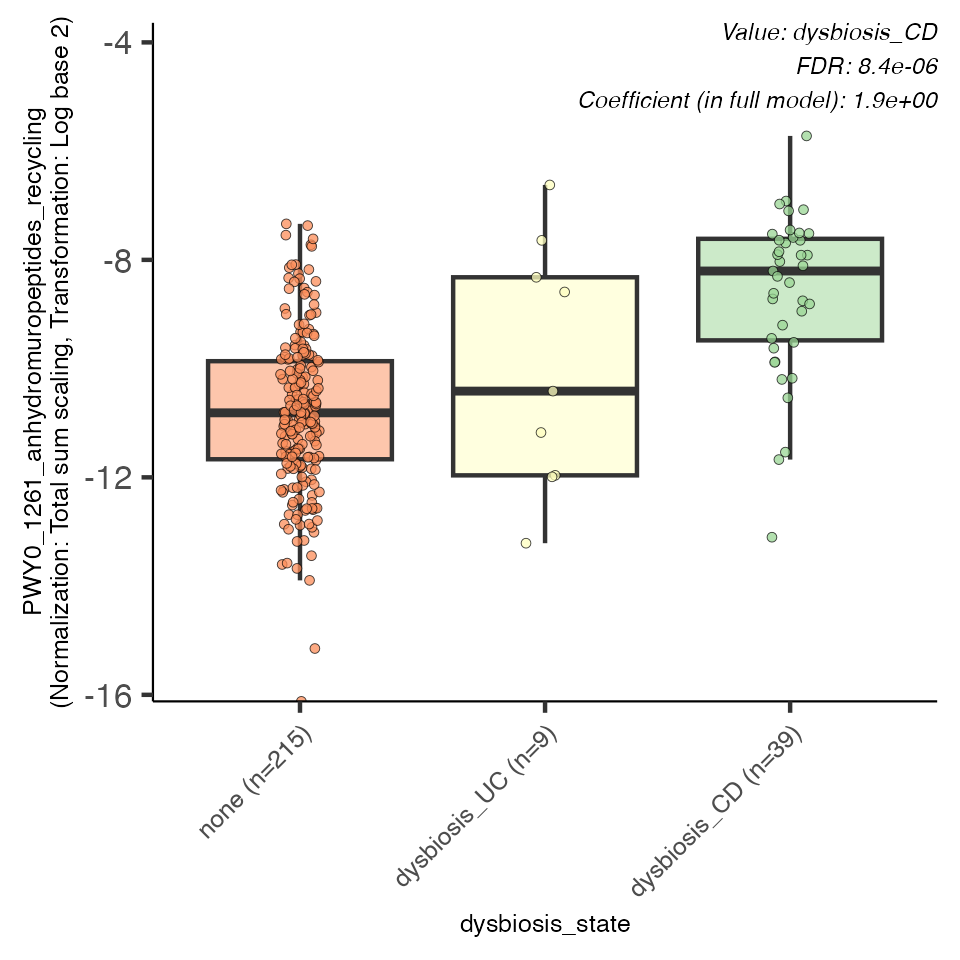 Value: dysbiosis_CD
FDR: 8.4e-06
Coefficient (in full model): 1.9e+00
PWY0_1261_anhydromuropeptides_recycling
(Normalization: Total sum scaling, Transformation: Log base 2)
-4
-8
-12
-16
none (n=215)
dysbiosis_UC (n=9)
dysbiosis_CD (n=39)
dysbiosis_state